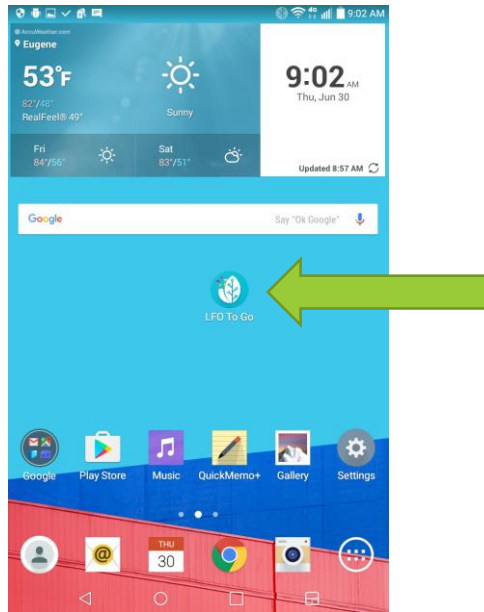 9:02 AM
AccuWeather.com
Eugene
53°F
82°/48°
RealFeel® 49°
Sunny
9:02 AM
Thu, Jun 30
Fri
84°/56°
Sat
83°/51°
Updated 8:57 AM
Google
Say "Ok Google"
LFO To Go
Google
Play Store
Music
QuickMemo+
Gallery
Settings
THU
30